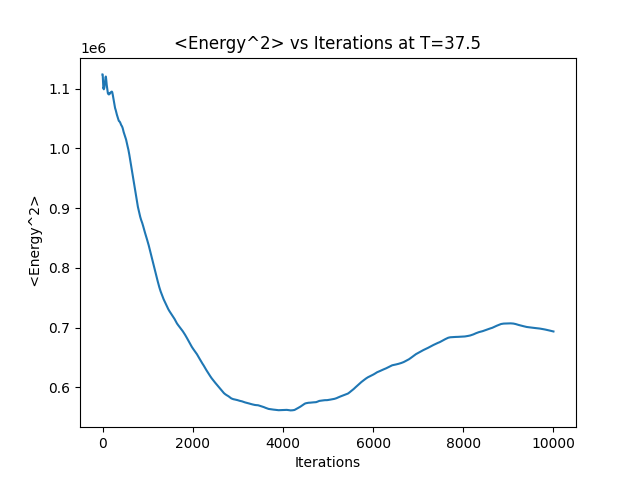 <Energy^2> vs Iterations at T=37.5
1e6
1.1
1.0
0.9
0.8
0.7
0.6
<Energy^2>
0 2000 4000 6000 8000 10000
Iterations